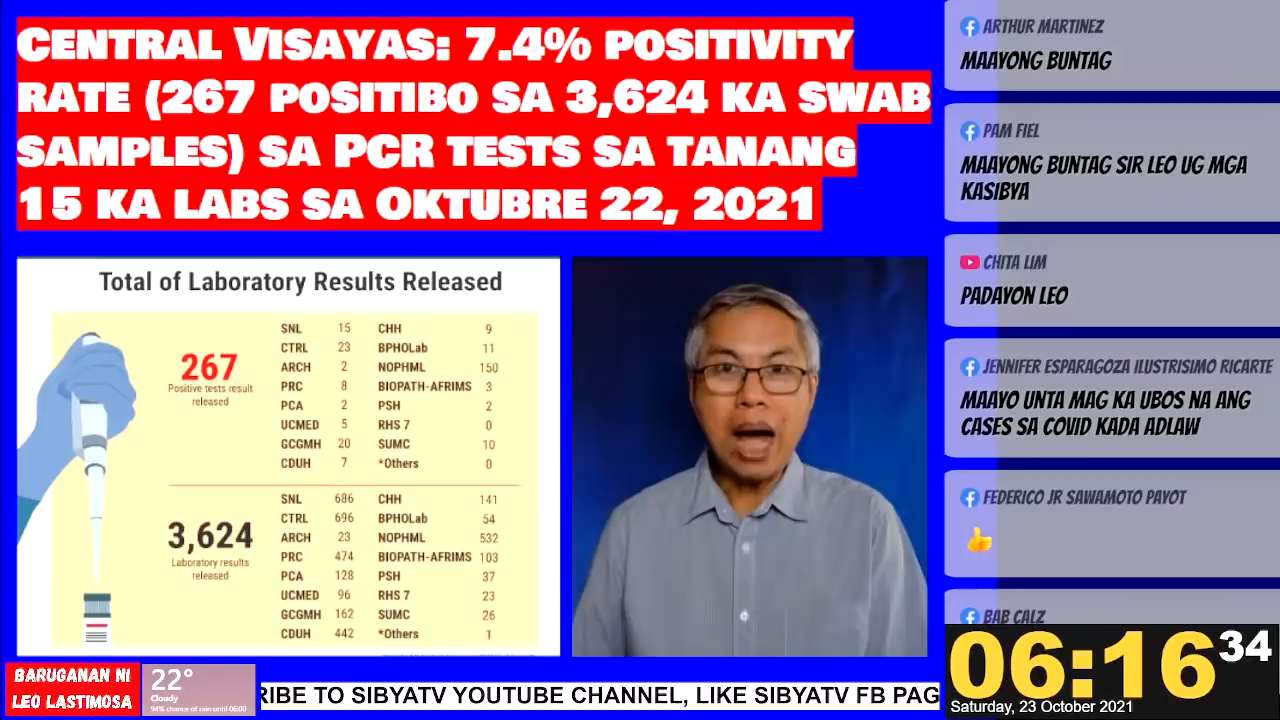 CENTRAL VISAYAS: 7.4% POSITIVITY
RATE (267 POSITIBO SA 3,624 KA SWAB
SAMPLES) SA PCR TESTS SA TANANG
15 KA LABS SA OKTUBRE 22, 2021
Total of Laboratory Results Released
267
Positive tests result
released
SNL 15 CHH 9
CTRL 23 BPHOLab 11
ARCH 2 NOPHML 150
PRC 8 BIOPATH-AFRIMS 3
PCA 2 PSH 2
UCMED 5 RHS 7 0
GCGMH 20 SUMC 10
CDUH 7 *Others 0
3,624
Laboratory results
released
SNL 686 CHH 141
CTRL 696 BPHOLab 54
ARCH 23 NOPHML 532
PRC 474 BIOPATH-AFRIMS 103
PCA 128 PSH 37
UCMED 96 RHS 7 23
GCGMH 162 SUMC 26
CDUH 442 *Others 1
ARTHUR MARTINEZ
MAAYONG BUNTAG
PAM FIEL
MAAYONG BUNTAG SIR LEO UG MGA
KASIBYA
CHITA LIM
PADAYON LEO
JENNIFER ESPARAGOZA ILUSTRISIMO RICARTE
MAAYO UNTA MAG KA UBOS NA ANG
CASES SA COVID KADA ADLAW
FEDERICO JR SAWAMOTO PAYOT
👍
BAB CALZ
06:16 34
Saturday, 23 October 2021
BARUGANAN NI
LEO LASTIMOSA
22°
Cloudy
94% chance of rain until 06:00
RIBE TO SIBYATV YOUTUBE CHANNEL, LIKE SIBYATV FB PAG